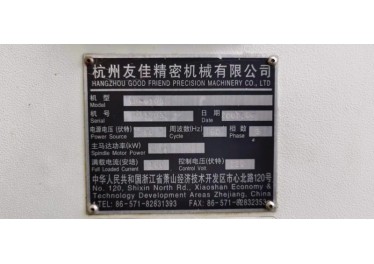 杭州友佳精密机械有限公司
HANGZHOU GOOD FRIEND PRECISION MACHINERY CO., LTD
机型
Model
机号 日期
Serial Date
电源电压(伏特) 周波数(Hz) 相数
Power Source Cycle
主马达功率(kW)
Spindle Motor Power
满载电流(安培) 控制电压(伏特)
Full Loaded Current Control Volt
中华人民共和国浙江省萧山经济技术开发区市心北路120号
No. 120, Shixin North Rd., Xiaoshan Economy &
Technology Development Areas Zhejiang, China
TEL: 86-571-82831393 FAX: 86-571-